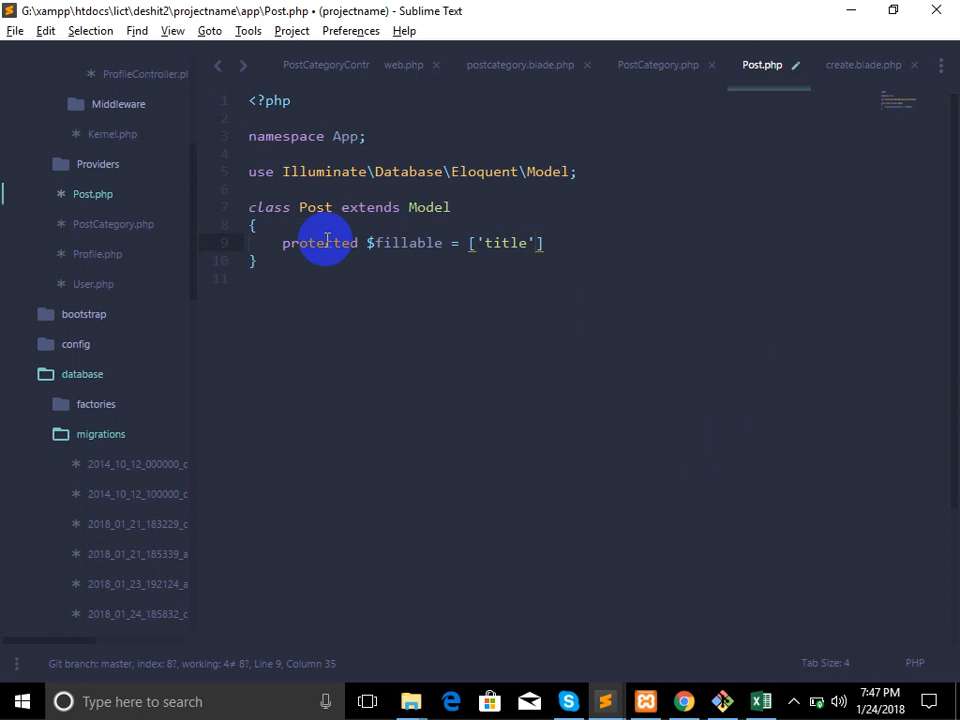 G:\xampp\htdocs\lict\deshit2\projectname\app\Post.php • (projectname) - Sublime Text
File Edit Selection Find View Goto Tools Project Preferences Help
PostCategoryContr web.php postcategory.blade.php PostCategory.php Post.php create.blade.php
ProfileController.pl
Middleware
Kernel.php
Providers
Post.php
PostCategory.php
Profile.php
User.php
bootstrap
config
database
factories
migrations
2014_10_12_000000_c
2014_10_12_100000_c
2018_01_21_183229_c
2018_01_21_185339_a
2018_01_23_192124_a
2018_01_24_185832_c
1 <?php
2
3 namespace App;
4
5 use Illuminate\Database\Eloquent\Model;
6
7 class Post extends Model
8 {
9 protected $fillable = ['title']
10 }
11
Git branch: master, index: 8?, working: 4≠ 8?, Line 9, Column 35 Tab Size: 4 PHP
Type here to search
7:47 PM
1/24/2018